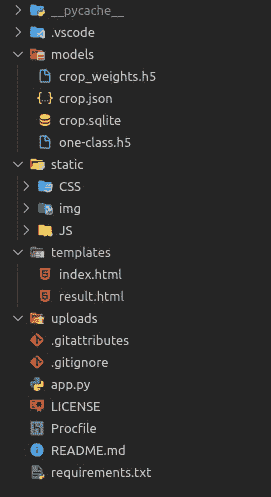 __pycache__
.vscode
models
crop_weights.h5
crop.json
crop.sqlite
one-class.h5
static
CSS
img
JS
templates
index.html
result.html
uploads
.gitattributes
.gitignore
app.py
LICENSE
Procfile
README.md
requirements.txt